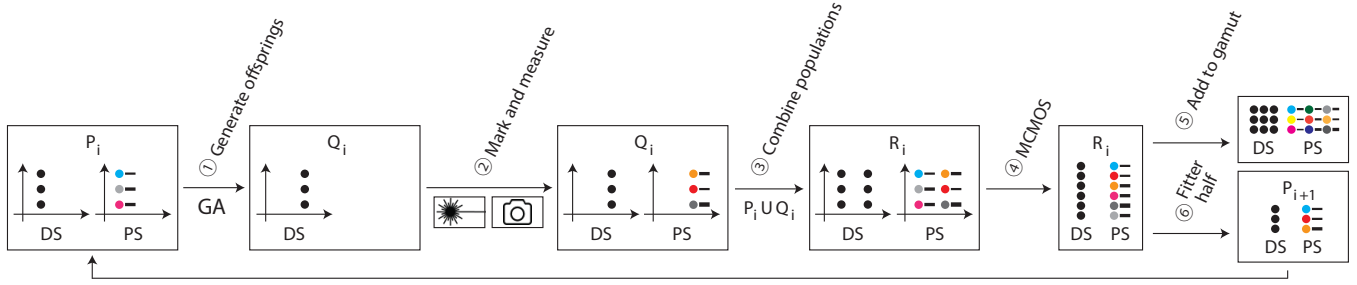 P i
DS PS
① Generate offsprings
GA
Q i
DS
② Mark and measure
Q i
DS PS
③ Combine populations
P i U Q i
R i
DS PS
④ MCMOS
R i
DS PS
⑤ Add to gamut
DS PS
⑥ Fitter
half
P i+1
DS PS